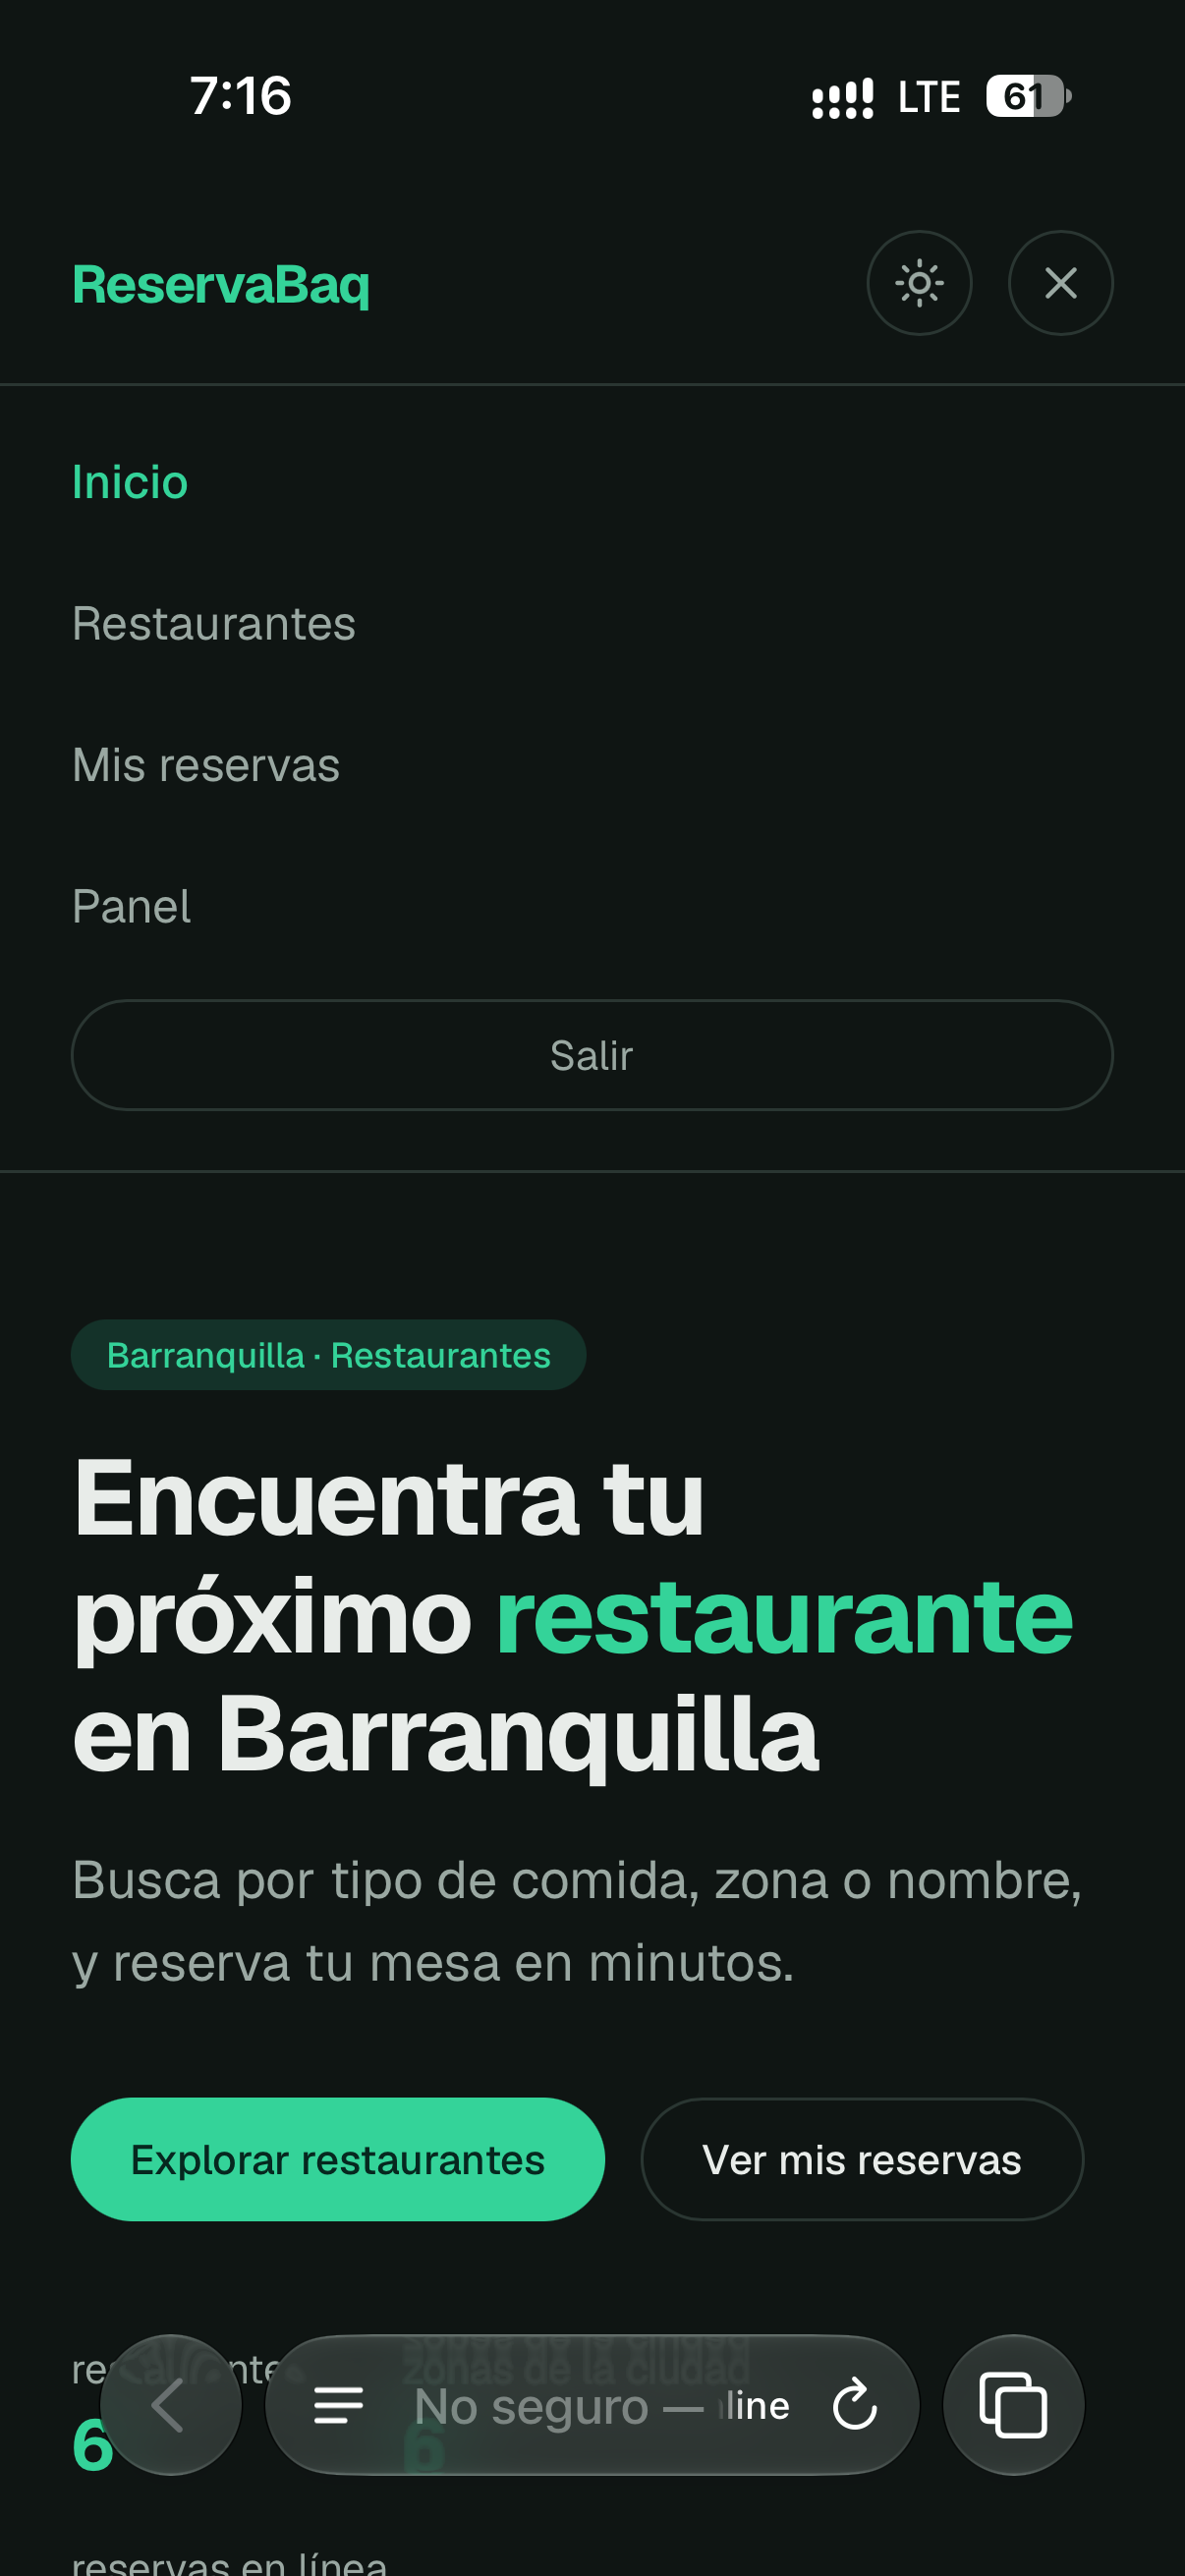 7:16 LTE 61
ReservaBaq
Inicio
Restaurantes
Mis reservas
Panel
Salir
Barranquilla · Restaurantes
Encuentra tu
próximo restaurante
en Barranquilla
Busca por tipo de comida, zona o nombre,
y reserva tu mesa en minutos.
Explorar restaurantes
Ver mis reservas
zonas de la ciudad
6
6
No seguro — line
reservas en línea